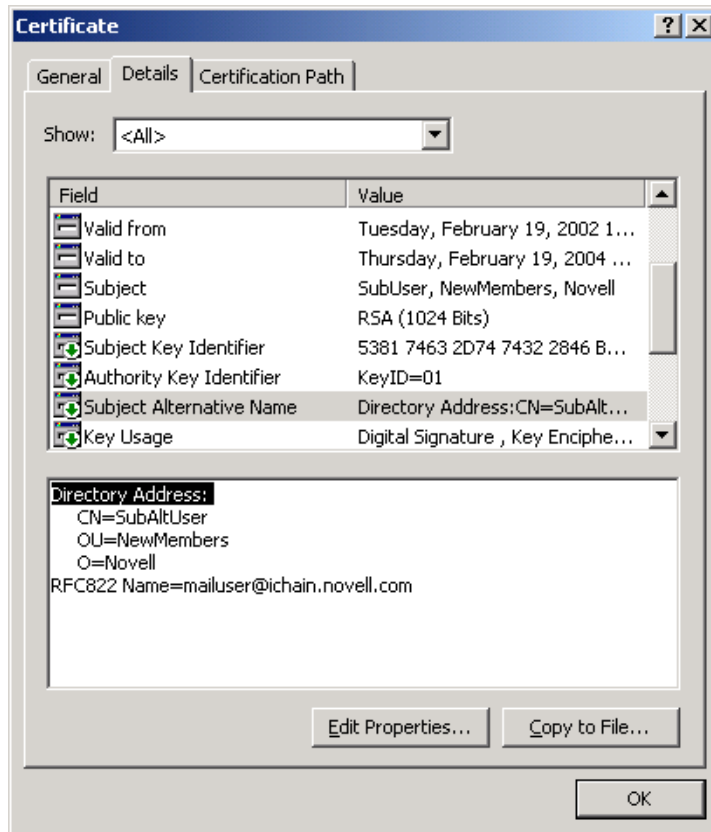 Certificate
General Details Certification Path
Show: <All>
Field Value
Valid from Tuesday, February 19, 2002 1...
Valid to Thursday, February 19, 2004 ...
Subject SubUser, NewMembers, Novell
Public key RSA (1024 Bits)
Subject Key Identifier 5381 7463 2D74 7432 2846 B...
Authority Key Identifier KeyID=01
Subject Alternative Name Directory Address:CN=SubAlt...
Key Usage Digital Signature , Key Enciphe...
Directory Address:
CN=SubAltUser
OU=NewMembers
O=Novell
RFC822 Name=mailuser@ichain.novell.com
Edit Properties... Copy to File...
OK